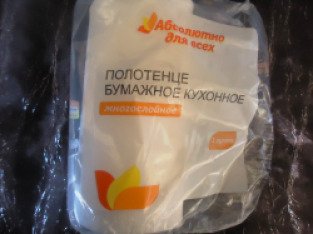 Абсолютно
для всех
ПОЛОТЕНЦЕ
БУМАЖНОЕ КУХОННОЕ
многослойное